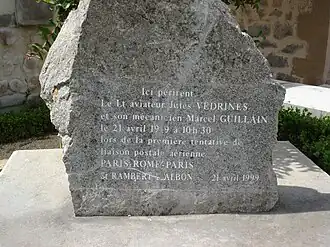 Ici périrent
Le Lt aviateur Jules VEDRINES
et son mécanicien Marcel GUILLAIN
le 21 avril 1919 à 10h30
lors de la première tentative de
liaison postale aérienne
PARIS-ROME-PARIS
St RAMBERT d'ALBON 21 avril 1999